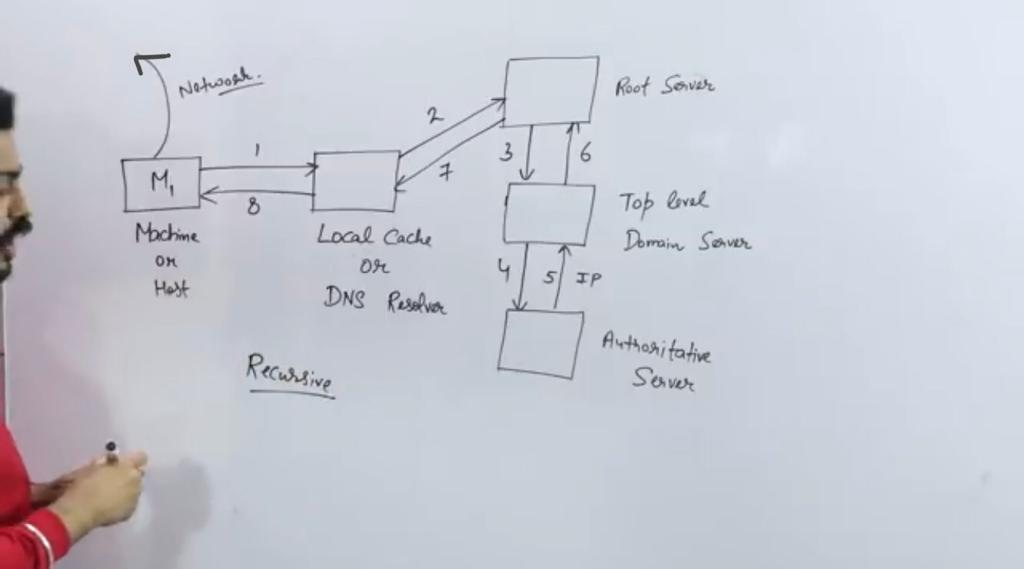 Network.
M1
Machine
or
Host
1
8
Local Cache
or
DNS Resolver
2
7
Root Server
3
6
Top level
Domain Server
4
5 IP
Authoritative
Server
Recursive